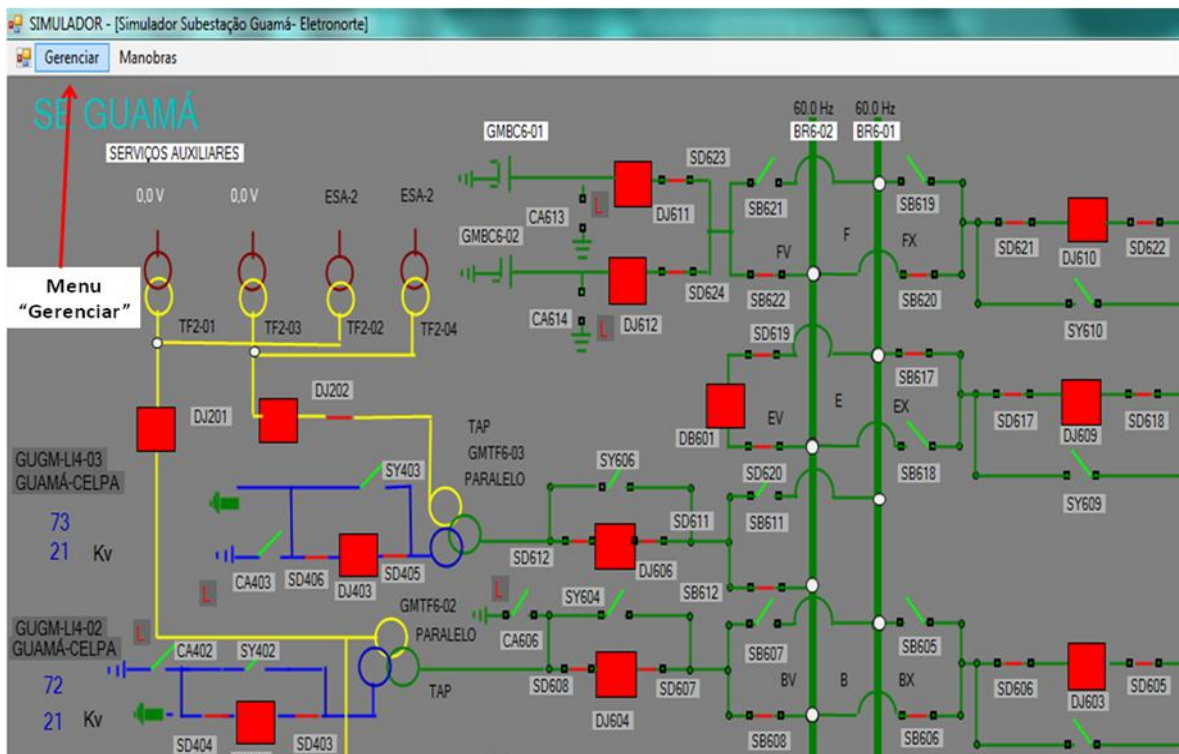 SIMULADOR - [Simulador Subestação Guamá- Eletronorte]
Gerenciar Manobras
SE GUAMÁ
SERVIÇOS AUXILIARES
0,0 V 0,0 V ESA-2 ESA-2
Menu
"Gerenciar"
TF2-01 TF2-03 TF2-02 TF2-04
DJ201 DJ202
GMBC6-01
GMBC6-02
CA613 L DJ611 SD623
CA614 L DJ612 SD624
60.0 Hz 60.0 Hz
BR6-02 BR6-01
SB621 SB619
FV F FX
SB622 SB620
SD621 DJ610 SD622
SY610
SD619 SB617
DB601 EV E EX
SD620 SB618
SD617 DJ609 SD618
SY609
TAP
GMTF6-03
PARALELO
GUGM-LI4-03
GUAMÁ-CELPA
73
21 Kv
SY403
CA403 SD406 DJ403 SD405
L
SY606
SD612 DJ606 SD611
SB611
SB612
GUGM-LI4-02
GUAMÁ-CELPA
72
21 Kv
L
CA402 SY402
SD404 SD403
GMTF6-02
PARALELO
TAP
L
CA606 SY604
SD608 DJ604 SD607
SB607 SB605
BV B BX
SB608 SB606
SD606 DJ603 SD605